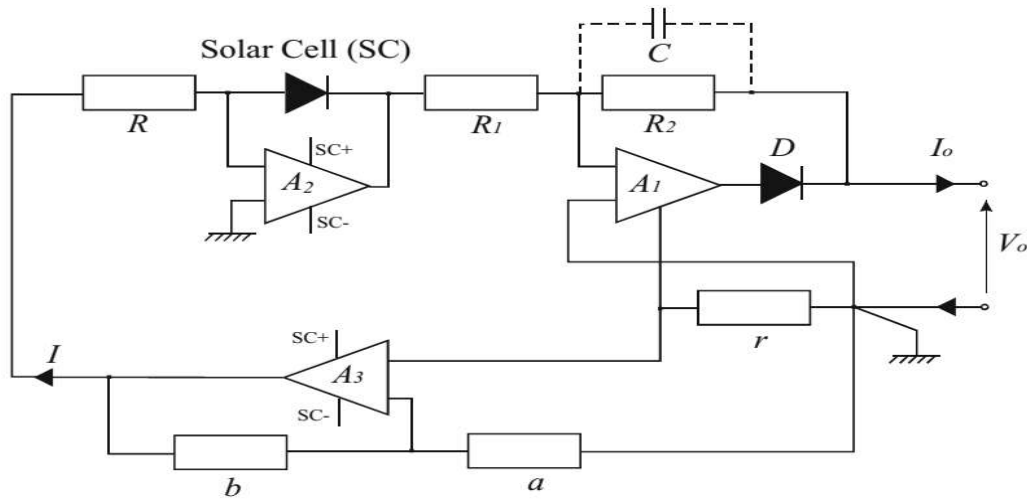 Solar Cell (SC)
C
R
R1
R2
D
Io
SC+
A2
SC-
A1
Vo
r
SC+
I
A3
SC-
b
a